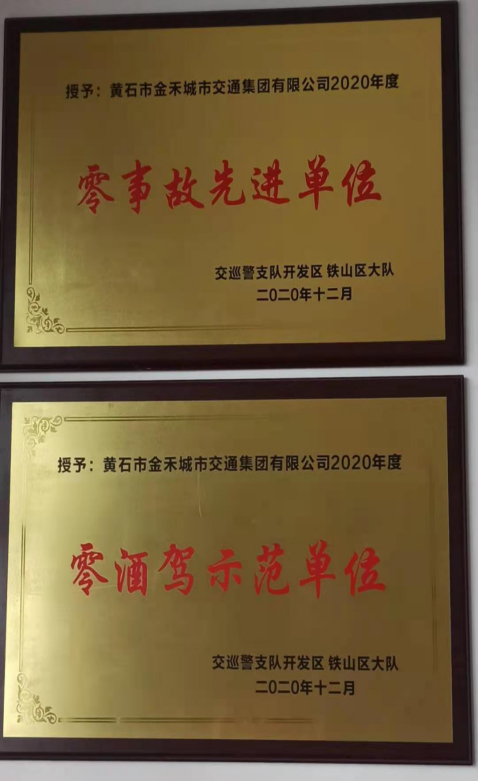 授予：黄石市金禾城市交通集团有限公司2020年度
零事故先进单位
交巡警支队开发区 铁山区大队
二〇二〇年十二月
授予：黄石市金禾城市交通集团有限公司2020年度
零酒驾示范单位
交巡警支队开发区 铁山区大队
二〇二〇年十二月